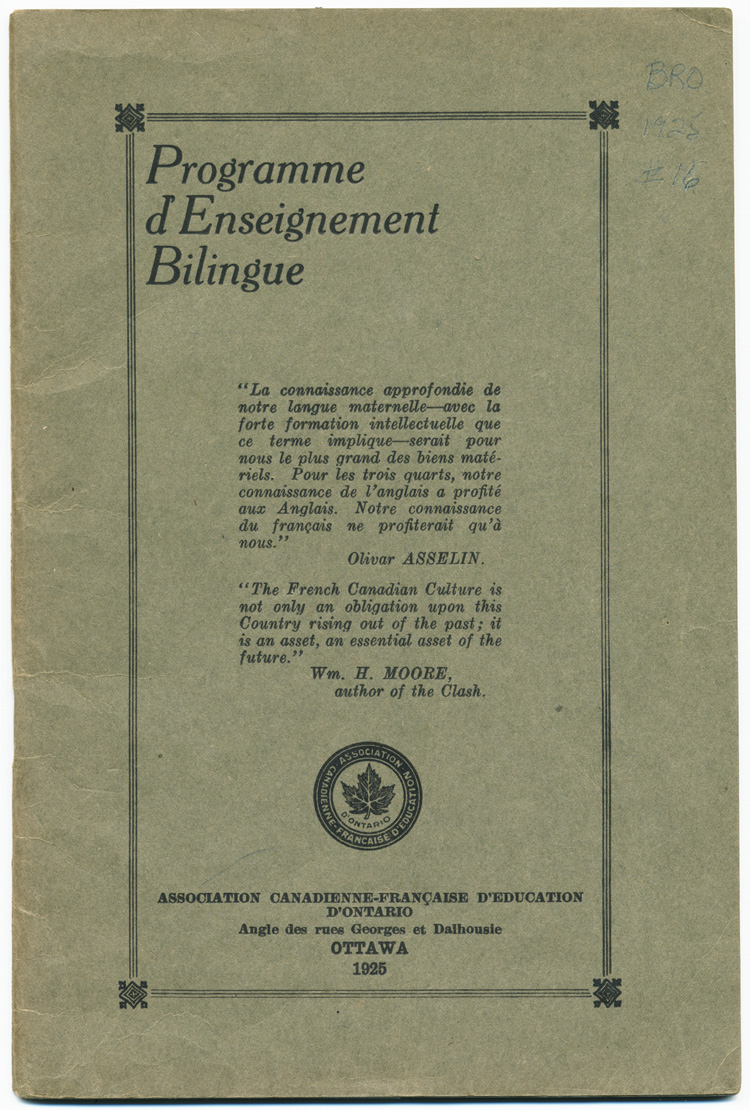 BRO
1925
#16
Programme
d'Enseignement
Bilingue
"La connaissance approfondie de
notre langue maternelle—avec la
forte formation intellectuelle que
ce terme implique—serait pour
nous le plus grand des biens maté-
riels. Pour les trois quarts, notre
connaissance de l'anglais a profité
aux Anglais. Notre connaissance
du français ne profiterait qu'à
nous."
Olivar ASSELIN.
"The French Canadian Culture is
not only an obligation upon this
Country rising out of the past; it
is an asset, an essential asset of the
future."
Wm. H. MOORE,
author of the Clash.
ASSOCIATION CANADIENNE-FRANÇAISE D'EDUCATION
D'ONTARIO
ASSOCIATION CANADIENNE-FRANÇAISE D'EDUCATION
D'ONTARIO
Angle des rues Georges et Dalhousie
OTTAWA
1925